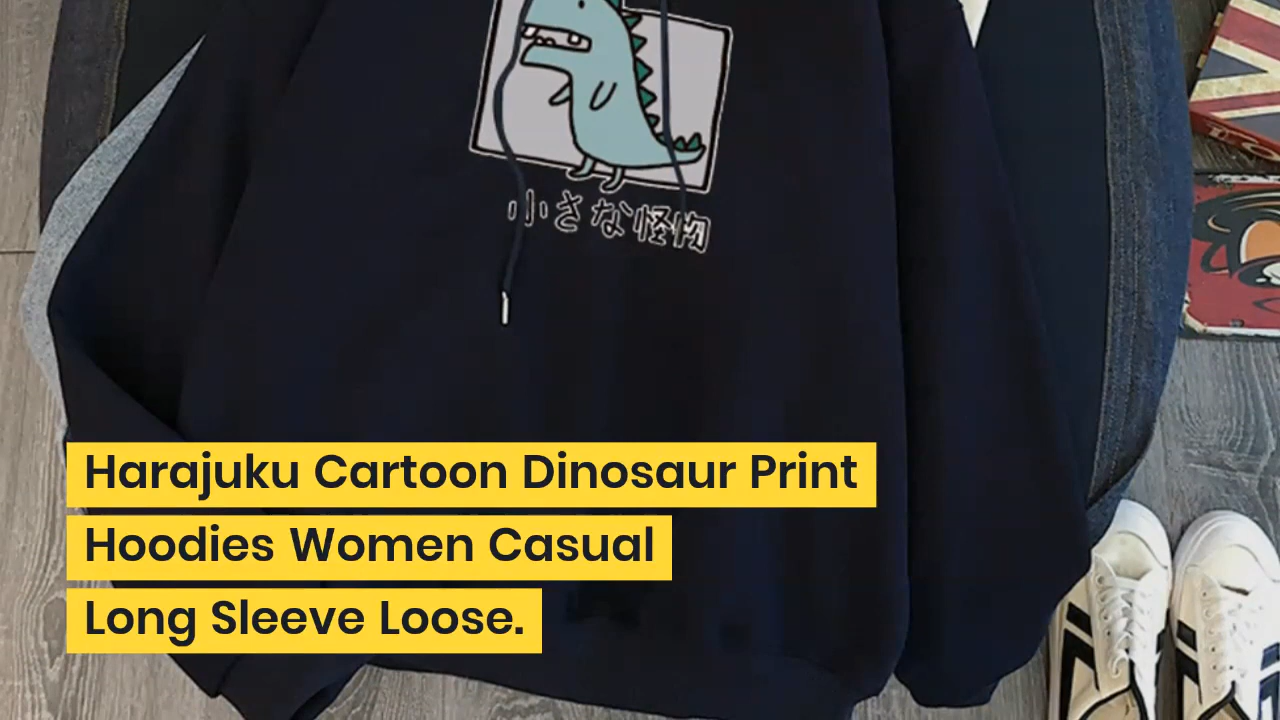 小さな怪物
Harajuku Cartoon Dinosaur Print
Hoodies Women Casual
Long Sleeve Loose.